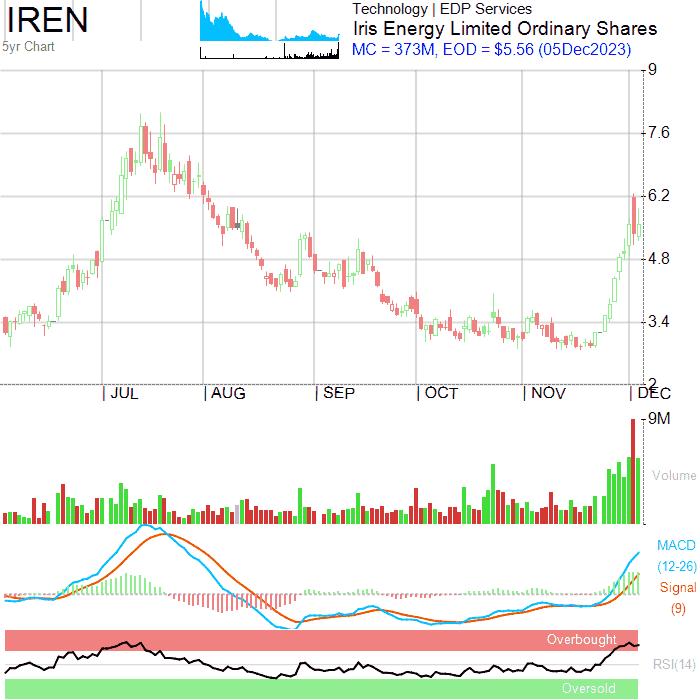 IREN
5yr Chart
Technology | EDP Services
Iris Energy Limited Ordinary Shares
MC = 373M, EOD = $5.56 (05Dec2023)
9
7.6
6.2
4.8
3.4
2
JUL AUG SEP OCT NOV DEC
9M
Volume
MACD
(12-26)
Signal
(9)
Overbought
RSI(14)
Oversold